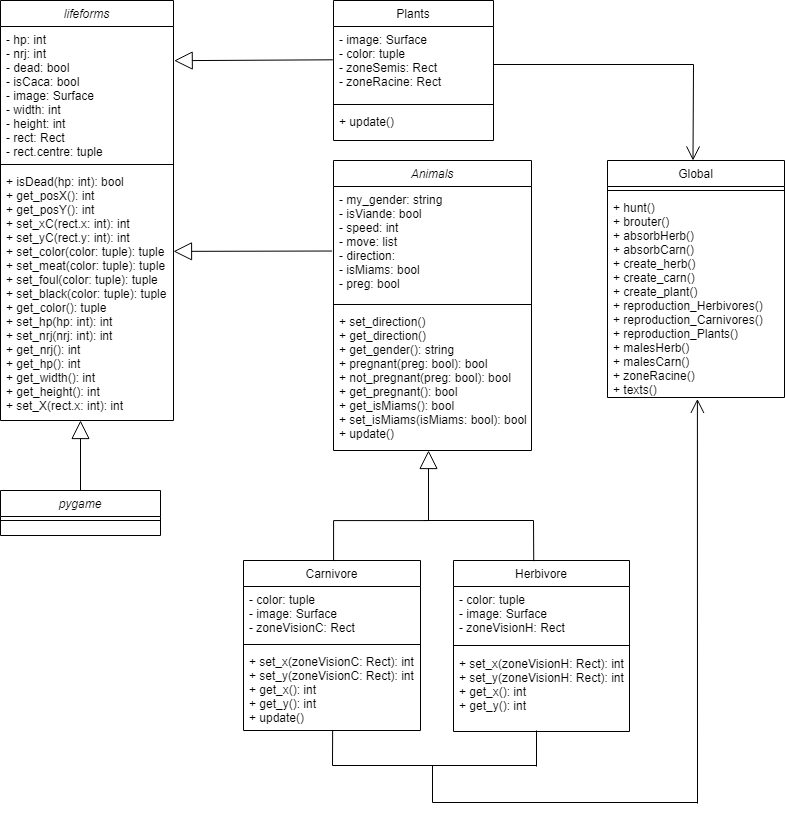 lifeforms
- hp: int
- nrj: int
- dead: bool
- isCaca: bool
- image: Surface
- width: int
- height: int
- rect: Rect
- rect.centre: tuple
+ isDead(hp: int): bool
+ get_posX(): int
+ get_posY(): int
+ set_xC(rect.x: int): int
+ set_yC(rect.y: int): int
+ set_color(color: tuple): tuple
+ set_meat(color: tuple): tuple
+ set_foul(color: tuple): tuple
+ set_black(color: tuple): tuple
+ get_color(): tuple
+ set_hp(hp: int): int
+ set_nrj(nrj: int): int
+ get_nrj(): int
+ get_hp(): int
+ get_width(): int
+ get_height(): int
+ set_X(rect.x: int): int
pygame
Plants
- image: Surface
- color: tuple
- zoneSemis: Rect
- zoneRacine: Rect
+ update()
Animals
- my_gender: string
- isViande: bool
- speed: int
- move: list
- direction:
- isMiams: bool
- preg: bool
+ set_direction()
+ get_direction()
+ get_gender(): string
+ pregnant(preg: bool): bool
+ not_pregnant(preg: bool): bool
+ get_pregnant(): bool
+ get_isMiams(): bool
+ set_isMiams(isMiams: bool): bool
+ update()
Global
+ hunt()
+ brouter()
+ absorbHerb()
+ absorbCarn()
+ create_herb()
+ create_carn()
+ create_plant()
+ reproduction_Herbivores()
+ reproduction_Carnivores()
+ reproduction_Plants()
+ malesHerb()
+ malesCarn()
+ zoneRacine()
+ texts()
Carnivore
- color: tuple
- image: Surface
- zoneVisionC: Rect
+ set_x(zoneVisionC: Rect): int
+ set_y(zoneVisionC: Rect): int
+ get_x(): int
+ get_y(): int
+ update()
Herbivore
- color: tuple
- image: Surface
- zoneVisionH: Rect
+ set_x(zoneVisionH: Rect): int
+ set_y(zoneVisionH: Rect): int
+ get_x(): int
+ get_y(): int